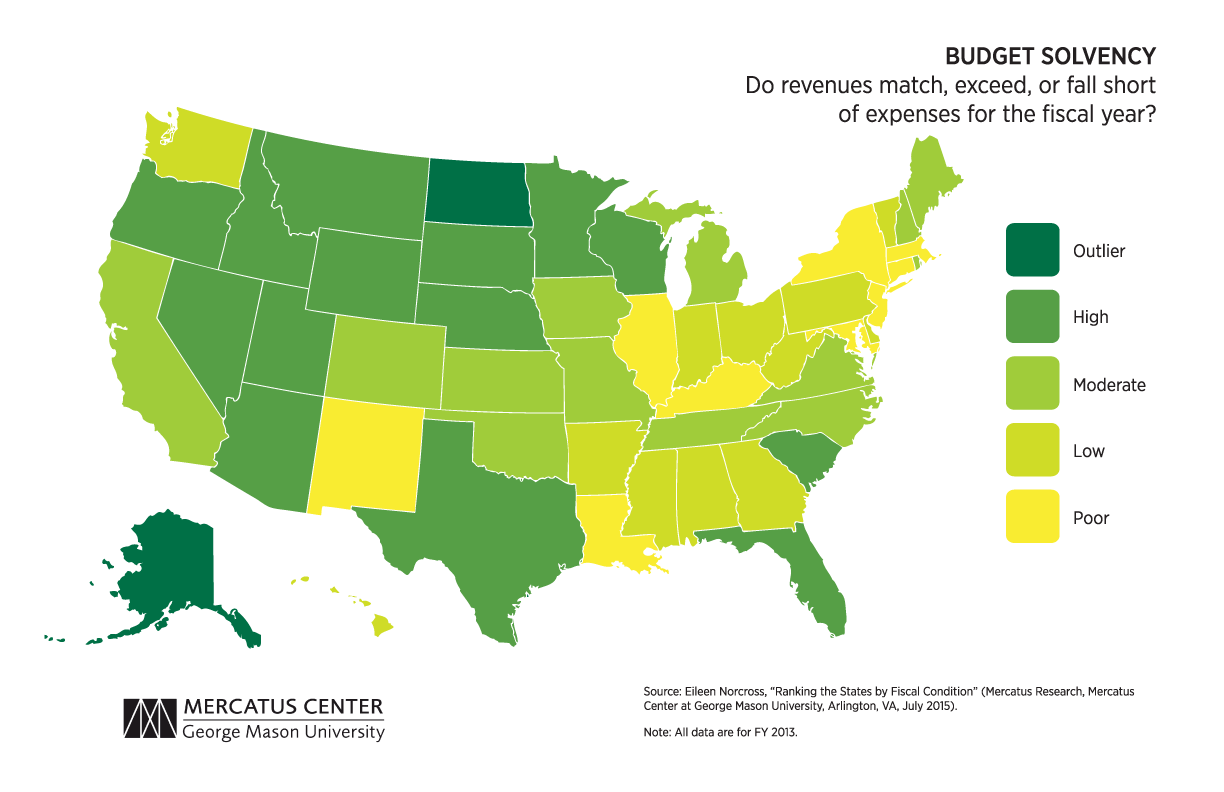 BUDGET SOLVENCY
Do revenues match, exceed, or fall short
of expenses for the fiscal year?
Outlier
High
Moderate
Low
Poor
MERCATUS CENTER
George Mason University
Source: Eileen Norcross, “Ranking the States by Fiscal Condition” (Mercatus Research, Mercatus
Center at George Mason University, Arlington, VA, July 2015).
Note: All data are for FY 2013.